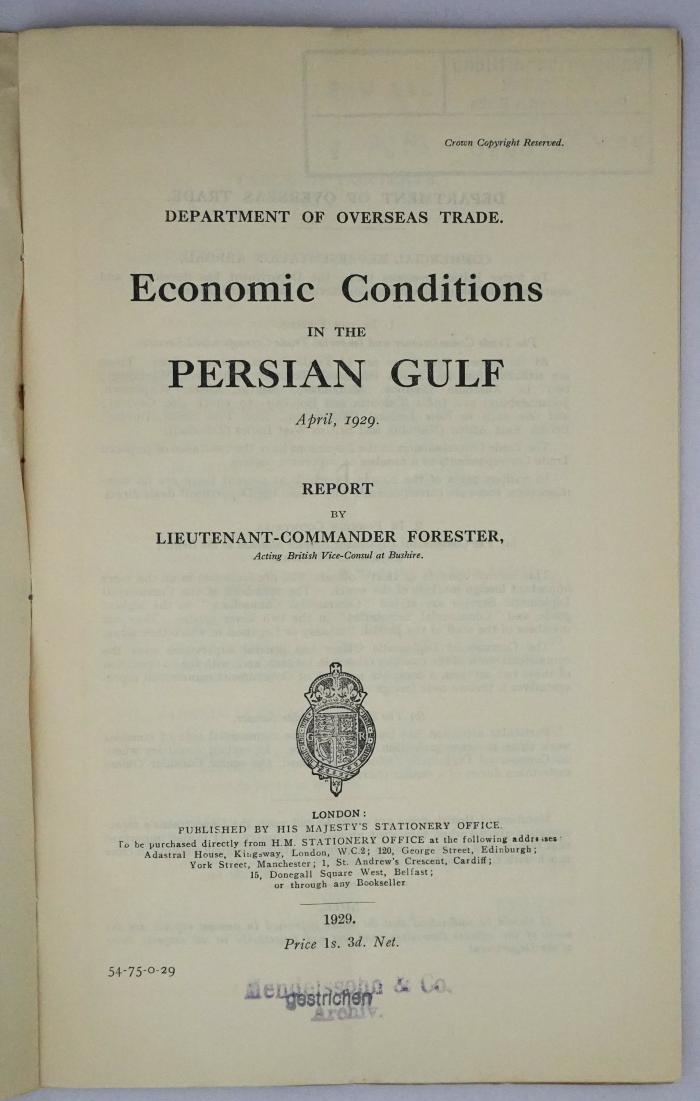 Crown Copyright Reserved.
DEPARTMENT OF OVERSEAS TRADE.
Economic Conditions
IN THE
PERSIAN GULF
April, 1929.
REPORT
BY
LIEUTENANT-COMMANDER FORESTER,
Acting British Vice-Consul at Bushire.
G R
LONDON:
PUBLISHED BY HIS MAJESTY'S STATIONERY OFFICE.
To be purchased directly from H.M. STATIONERY OFFICE at the following addresses:
Adastral House, Kingsway, London, W.C.2; 120, George Street, Edinburgh;
York Street, Manchester; 1, St. Andrew's Crescent, Cardiff;
15, Donegall Square West, Belfast;
or through any Bookseller
1929.
Price 1s. 3d. Net.
54-75-0-29
Mendelssohn & Co.
gestrichen
Archiv.